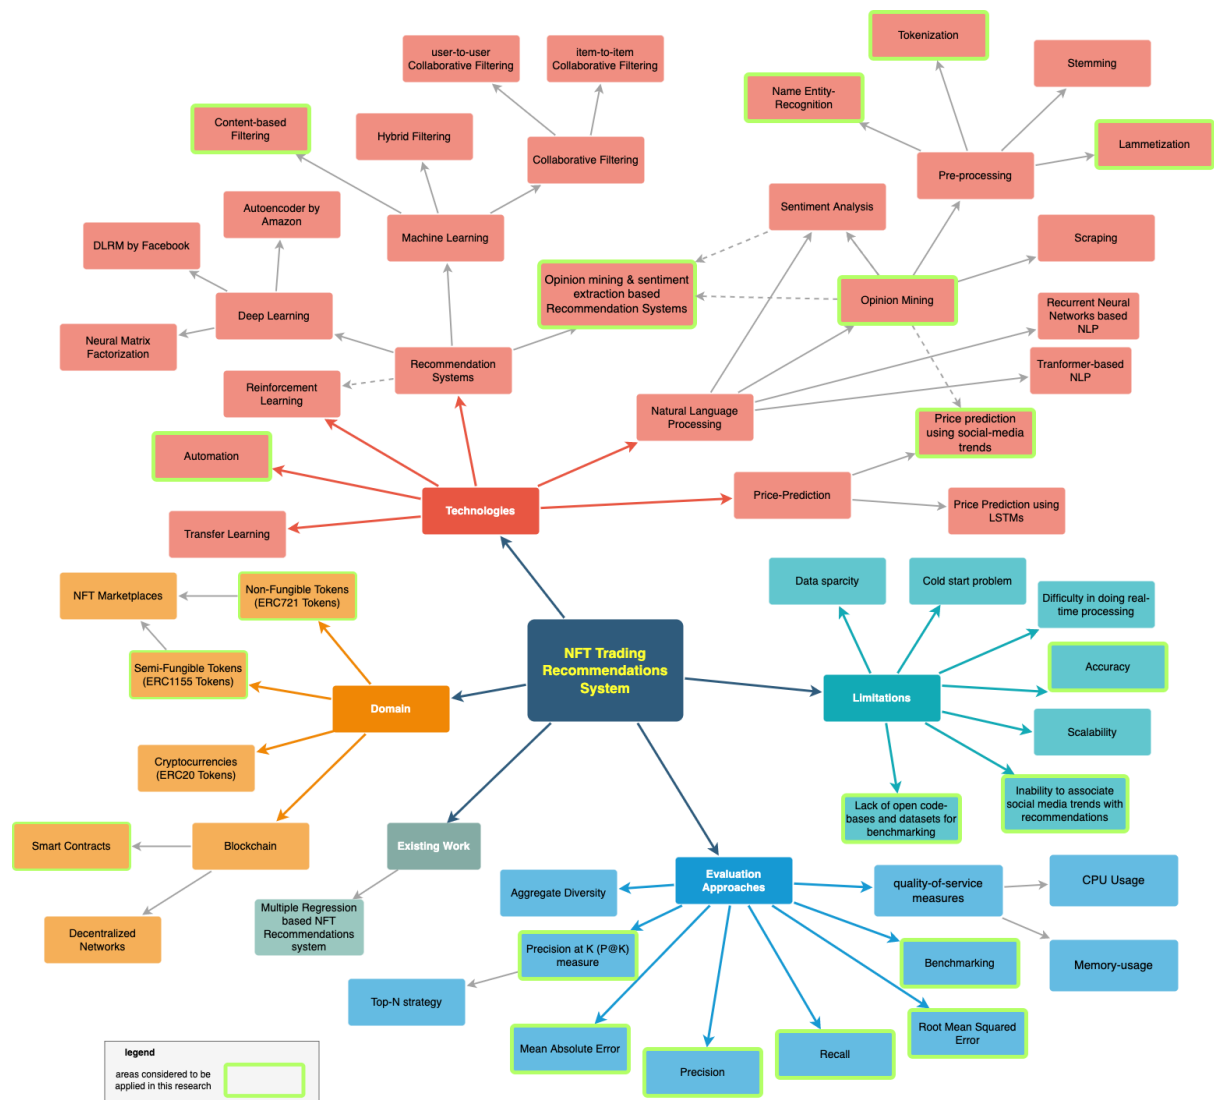 Tokenization
user-to-user
Collaborative Filtering
item-to-item
Collaborative Filtering
Stemming
Name Entity-
Recognition
Content-based
Filtering
Hybrid Filtering
Collaborative Filtering
Lammetization
Pre-processing
Autoencoder by
Amazon
Sentiment Analysis
DLRM by Facebook
Machine Learning
Scraping
Opinion mining & sentiment
extraction based
Recommendation Systems
Opinion Mining
Deep Learning
Recurrent Neural
Networks based
NLP
Neural Matrix
Factorization
Recommendation
Systems
Tranformer-based
NLP
Reinforcement
Learning
Natural Language
Processing
Price prediction
using social-media
trends
Automation
Price-Prediction
Technologies
Price Prediction using
LSTMs
Transfer Learning
NFT Marketplaces
Non-Fungible Tokens
(ERC721 Tokens)
Data sparcity
Cold start problem
Difficulty in doing real-
time processing
NFT Trading
Recommendations
System
Semi-Fungible Tokens
(ERC1155 Tokens)
Accuracy
Domain
Limitations
Scalability
Cryptocurrencies
(ERC20 Tokens)
Inability to associate
social media trends with
recommendations
Lack of open code-
bases and datasets for
benchmarking
Smart Contracts
Blockchain
Existing Work
Evaluation
Approaches
Aggregate Diversity
quality-of-service
measures
CPU Usage
Multiple Regression
based NFT
Recommendations
system
Decentralized
Networks
Precision at K (P@K)
measure
Benchmarking
Memory-usage
Top-N strategy
Root Mean Squared
Error
Mean Absolute Error
Recall
Precision
legend
areas considered to be
applied in this research